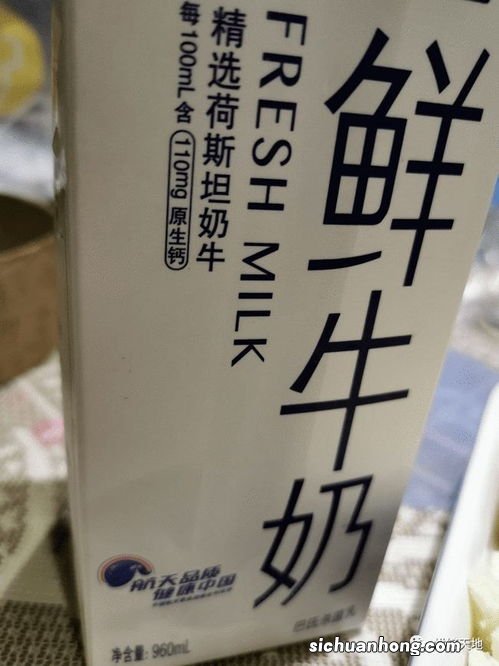 鲜牛奶
FRESH MILK
精选荷斯坦奶牛
每100mL含 110mg 原生钙
航天品质
健康中国
净含量: 960mL
巴氏杀菌乳
sichuanhong.com